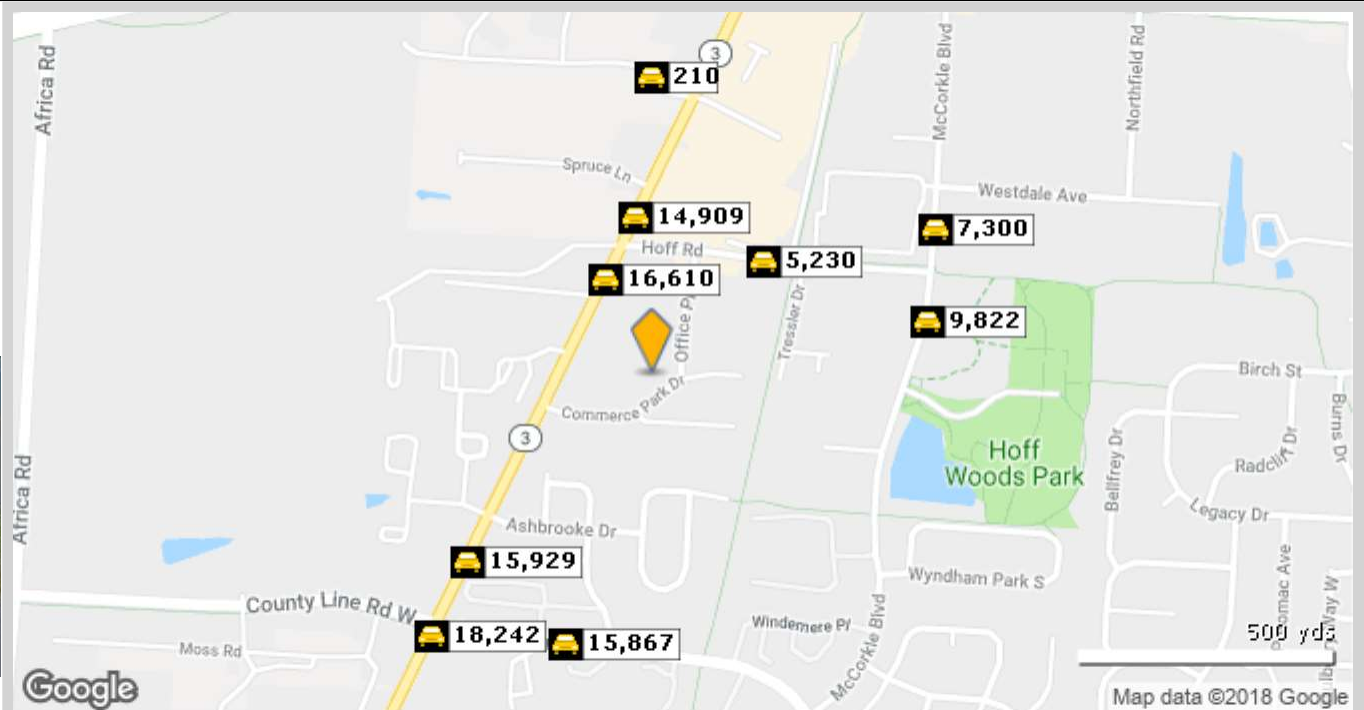 Africa Rd
McCorkle Blvd
Northfield Rd
3
210
Spruce Ln
Westdale Ave
14,909
7,300
Hoff Rd
5,230
16,610
Office Pl
Tressler Dr
9,822
Birch St
Commerce Park Dr
Burns Dr
3
Hoff
Woods Park
Bellfrey Dr
Radcliff Dr
Africa Rd
Legacy Dr
Ashbrooke Dr
15,929
Wyndham Park S
County Line Rd W
McCorkle Blvd
Windemere Pl
18,242
15,867
Moss Rd
500 yds
Google
Map data ©2018 Google